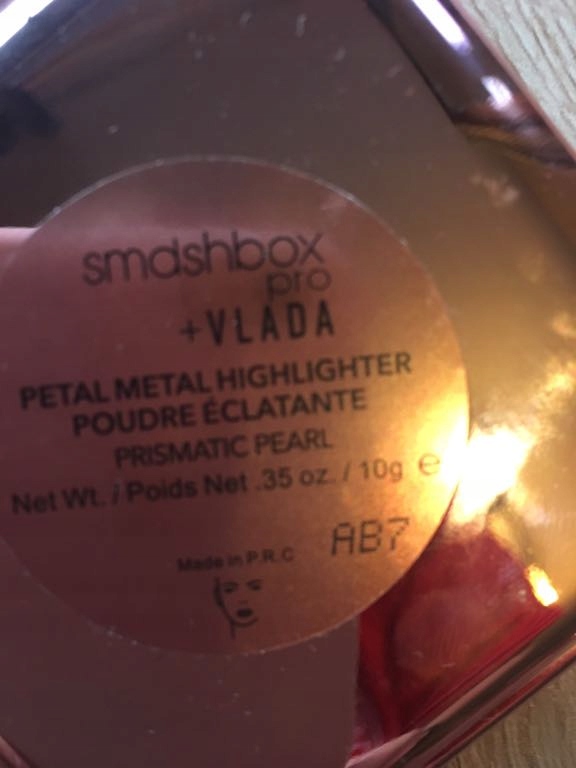 smashbox
pro
+VLADA
PETAL METAL HIGHLIGHTER
POUDRE ÉCLATANTE
PRISMATIC PEARL
Net Wt. / Poids Net .35 oz. / 10g ℮
AB7
Made in P.R.C